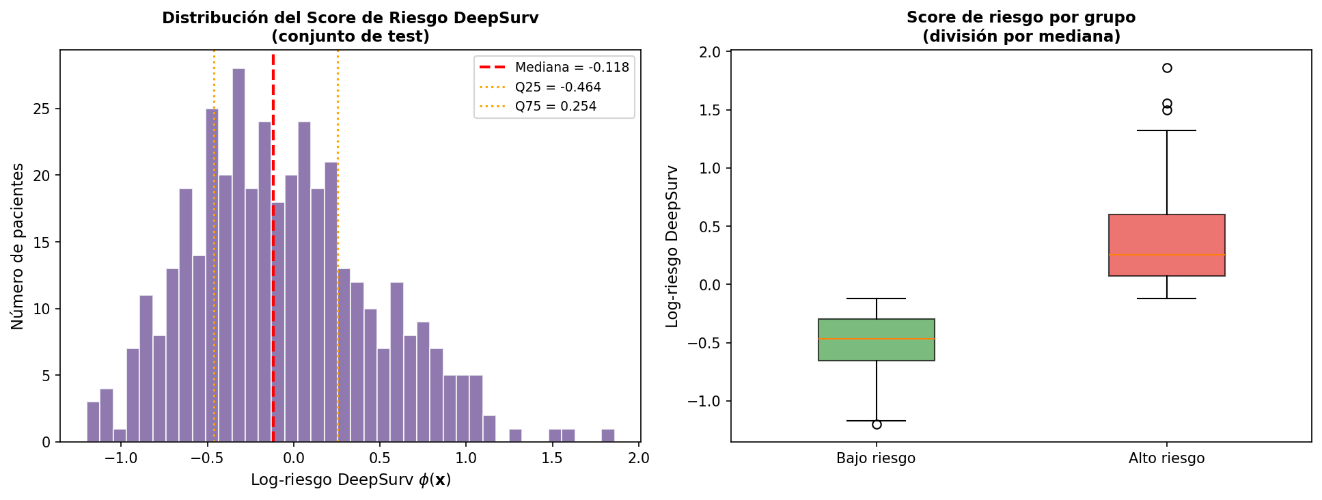 Distribución del Score de Riesgo DeepSurv
(conjunto de test)
Mediana = -0.118
Q25 = -0.464
Q75 = 0.254
Número de pacientes
25
20
15
10
5
0
−1.0
−0.5
0.0
0.5
1.0
1.5
2.0
Log-riesgo DeepSurv ϕ(x)
Score de riesgo por grupo
(división por mediana)
Log-riesgo DeepSurv
2.0
1.5
1.0
0.5
0.0
−0.5
−1.0
Bajo riesgo
Alto riesgo